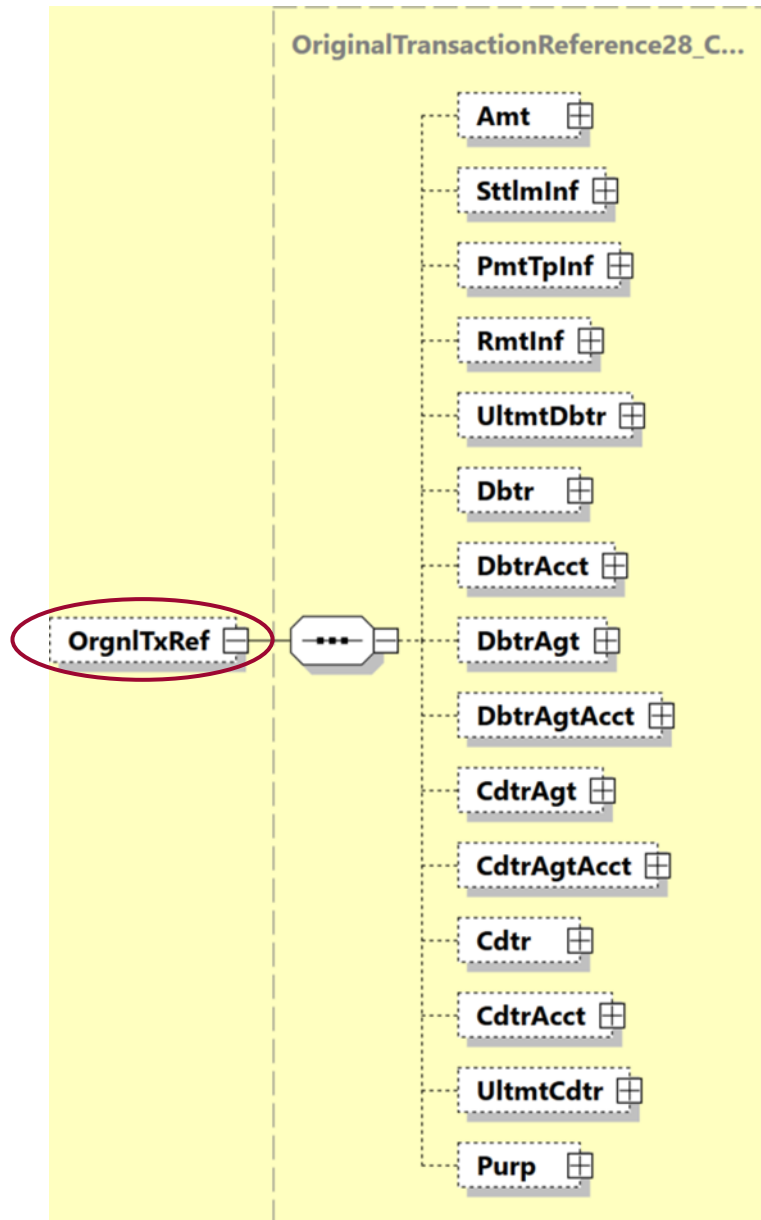 OriginalTransactionReference28_C...
Amt
SttlmInf
PmtTpInf
RmtInf
UltmtDbtr
Dbtr
DbtrAcct
OrgnlTxRef
DbtrAgt
DbtrAgtAcct
CdtrAgt
CdtrAgtAcct
Cdtr
CdtrAcct
UltmtCdtr
Purp